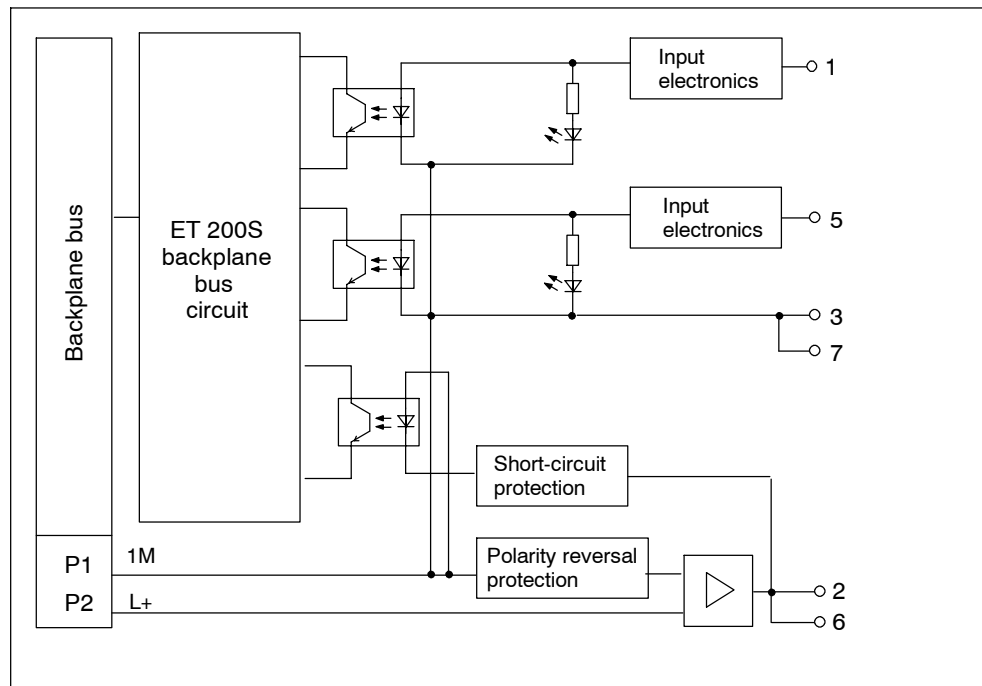 Backplane bus
ET 200S
backplane
bus
circuit
Input
electronics
1
Input
electronics
5
3
7
Short-circuit
protection
P1
1M
Polarity reversal
protection
P2
L+
2
6